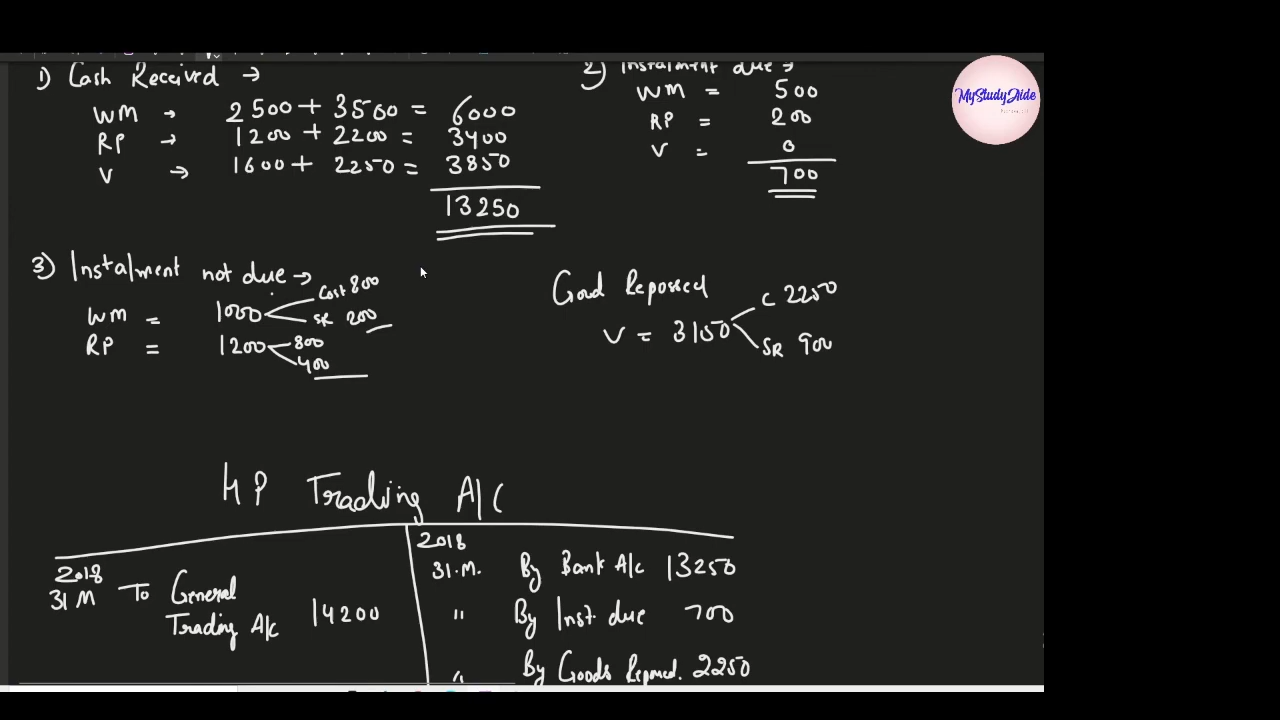 1) Cash Received →
WM → 2500 + 3500 = 6000
RP → 1200 + 2200 = 3400
V → 1600 + 2250 = 3850
13250
2) Instalment due →
WM = 500
RP = 200
V = 0
700
MyStudyAide
3) Instalment not due →
WM = 1000 Cost 800
SR 200
RP = 1200 800
400
Good Reposed
V = 3150 C 2250
SR 900
HP Trading A/C
2018
31 M To General
Trading A/c 14200
2018
31.M. By Bank A/c 13250
" By Inst. due 700
" By Goods Reposed. 2250